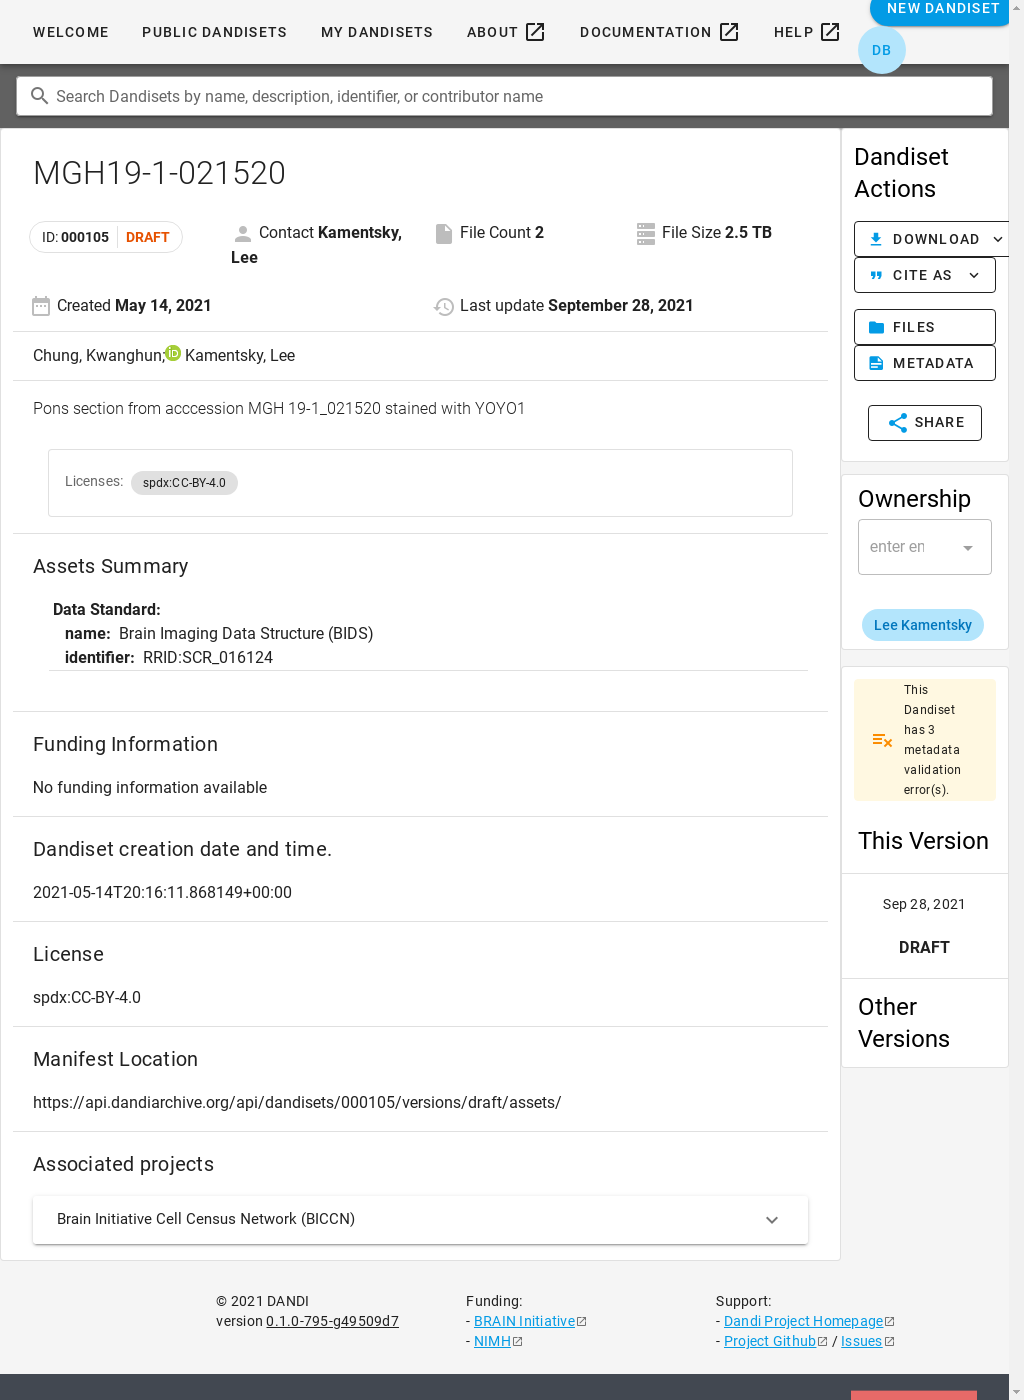 WELCOME
PUBLIC DANDISETS
MY DANDISETS
ABOUT
DOCUMENTATION
HELP
NEW DANDISET
DB
Search Dandisets by name, description, identifier, or contributor name
MGH19-1-021520
ID: 000105 DRAFT
Contact Kamentsky,
Lee
File Count 2
File Size 2.5 TB
Created May 14, 2021
Last update September 28, 2021
Chung, Kwanghun; iD Kamentsky, Lee
Pons section from acccession MGH 19-1_021520 stained with YOYO1
Licenses: spdx:CC-BY-4.0
Assets Summary
Data Standard:
name: Brain Imaging Data Structure (BIDS)
identifier: RRID:SCR_016124
Funding Information
No funding information available
Dandiset creation date and time.
2021-05-14T20:16:11.868149+00:00
License
spdx:CC-BY-4.0
Manifest Location
https://api.dandiarchive.org/api/dandisets/000105/versions/draft/assets/
Associated projects
Brain Initiative Cell Census Network (BICCN)
Dandiset
Actions
DOWNLOAD
CITE AS
FILES
METADATA
SHARE
Ownership
enter en
Lee Kamentsky
This
Dandiset
has 3
metadata
validation
error(s).
This Version
Sep 28, 2021
DRAFT
Other
Versions
© 2021 DANDI
version 0.1.0-795-g49509d7
Funding:
- BRAIN Initiative
- NIMH
Support:
- Dandi Project Homepage
- Project Github / Issues